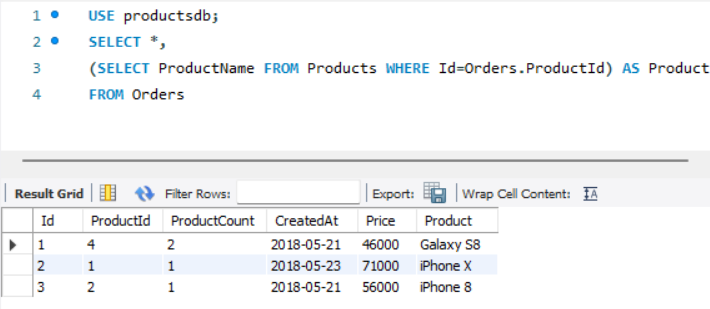 1 USE productsdb;
2 SELECT *,
3 (SELECT ProductName FROM Products WHERE Id=Orders.ProductId) AS Product
4 FROM Orders
Result Grid Filter Rows: Export: Wrap Cell Content:
Id ProductId ProductCount CreatedAt Price Product
1 4 2 2018-05-21 46000 Galaxy S8
2 1 1 2018-05-23 71000 iPhone X
3 2 1 2018-05-21 56000 iPhone 8